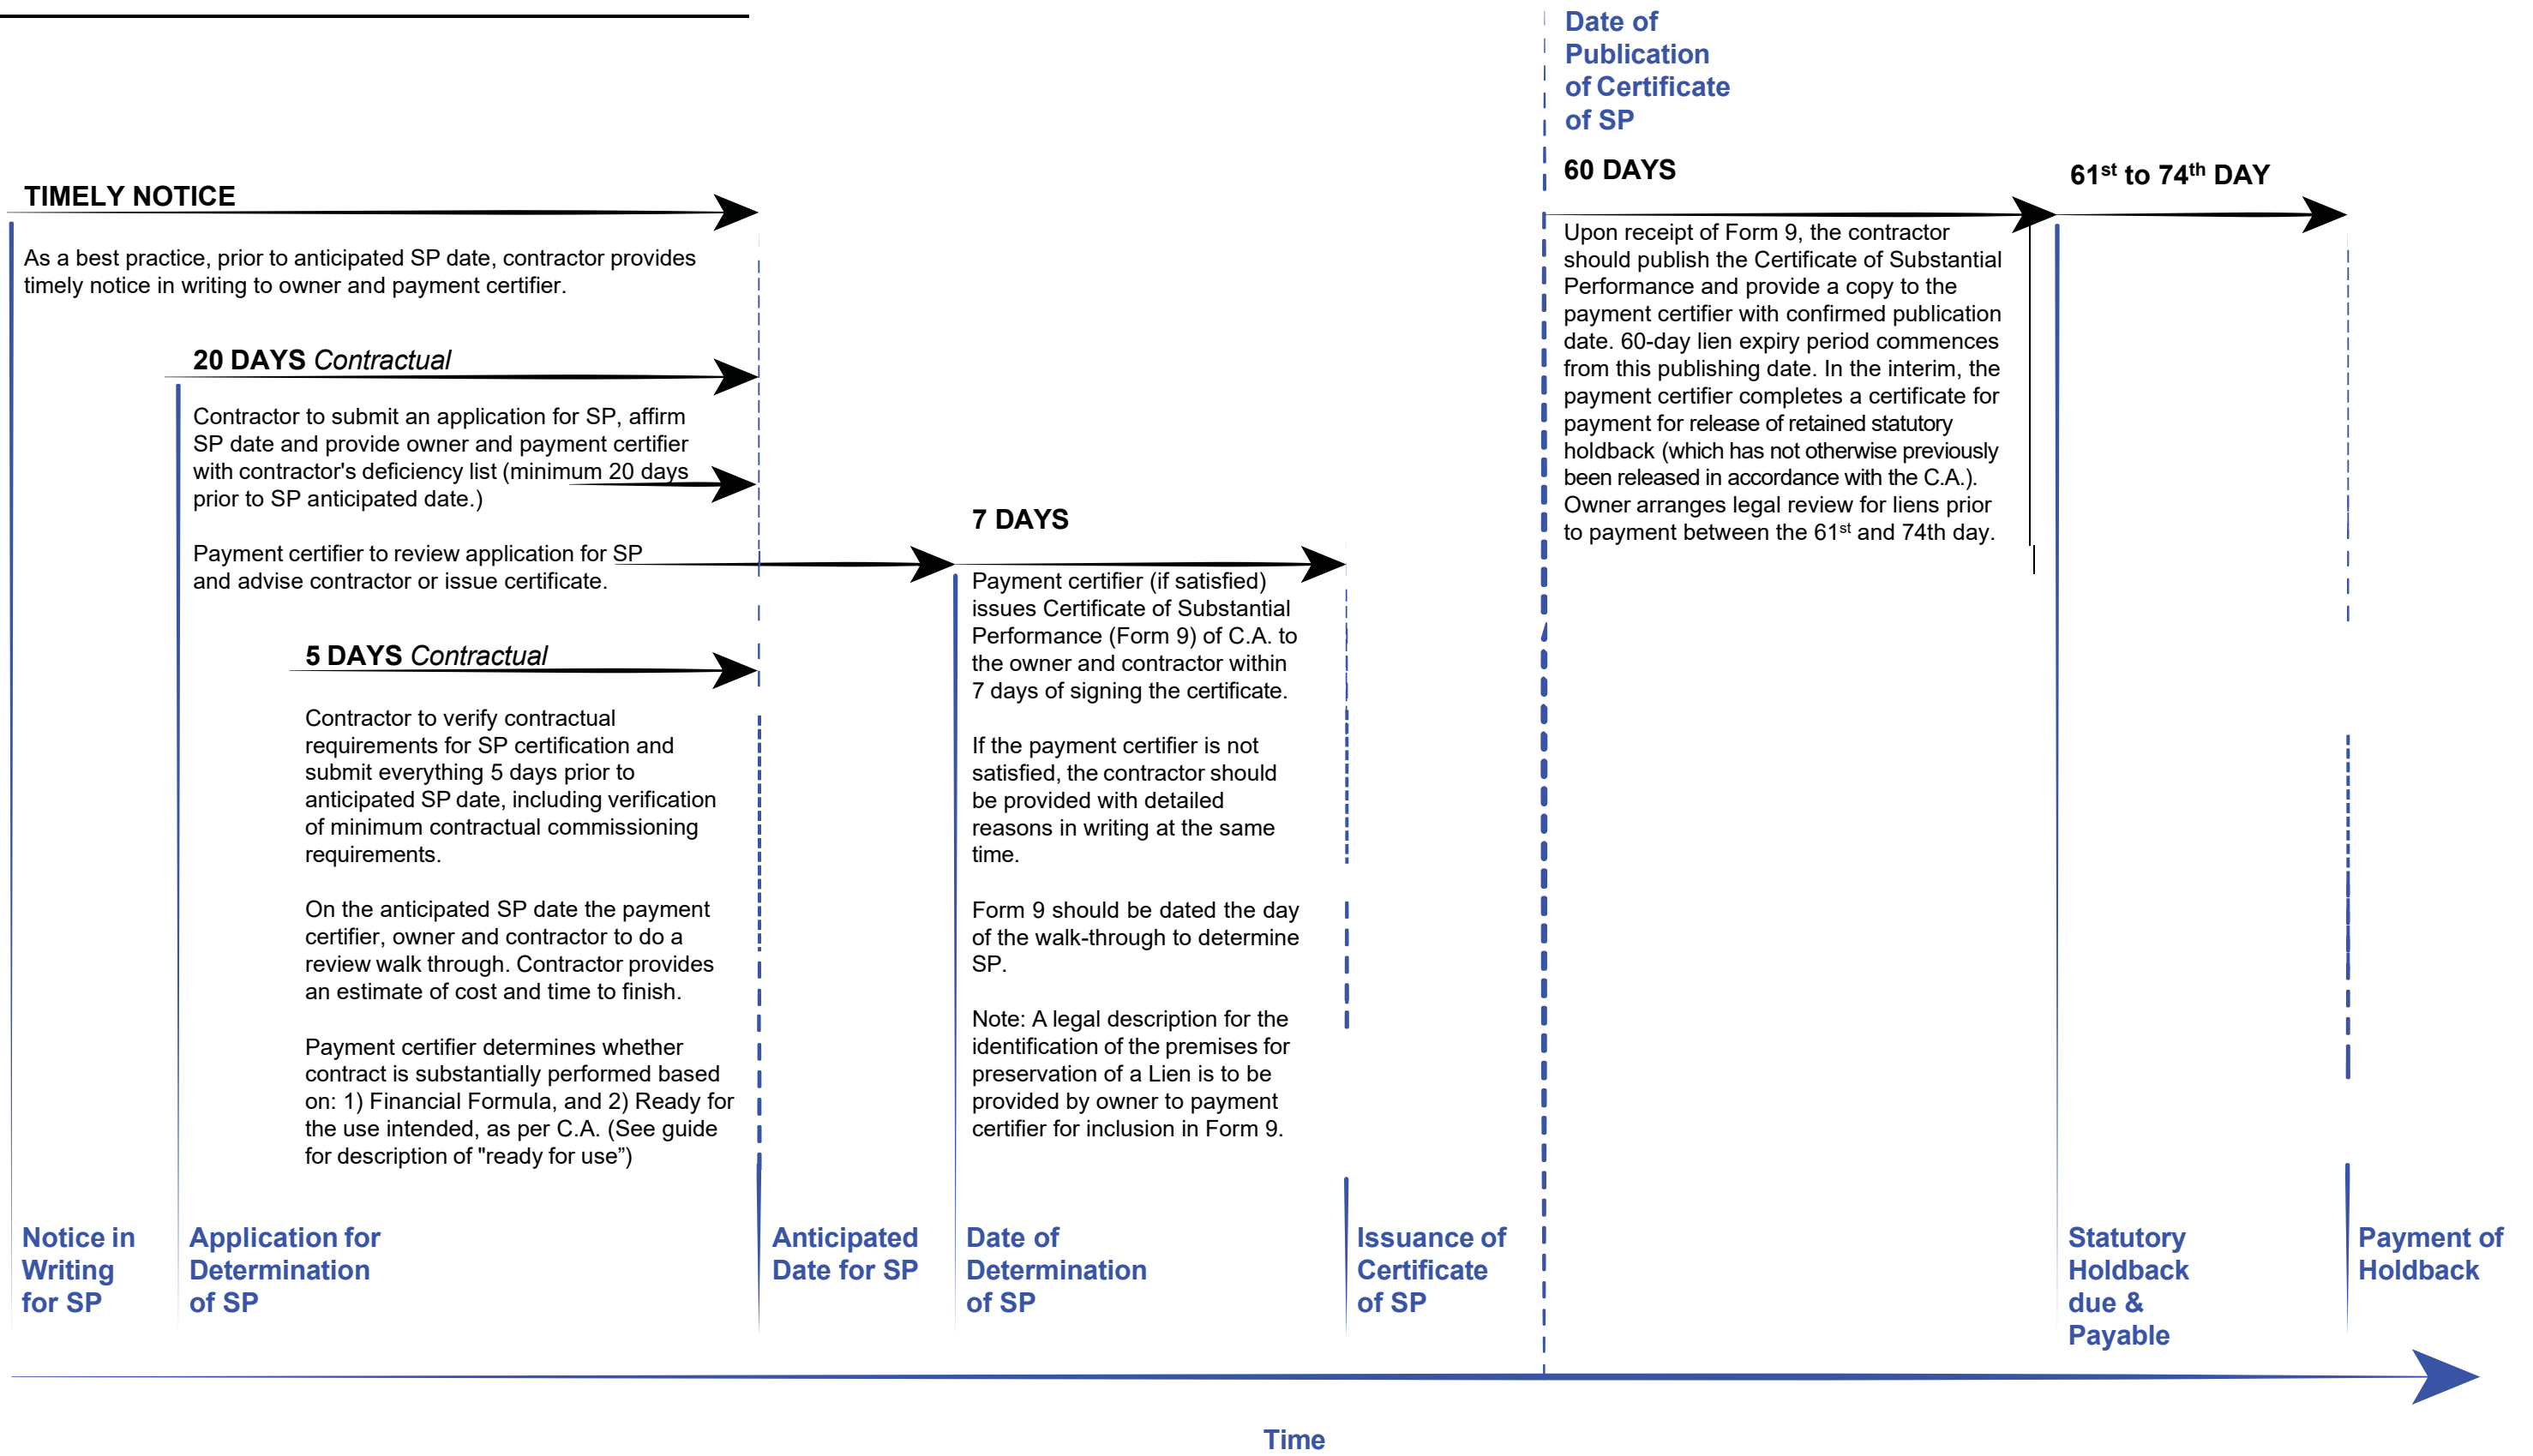 Date of
Publication
of Certificate
of SP
TIMELY NOTICE
As a best practice, prior to anticipated SP date, contractor provides
timely notice in writing to owner and payment certifier.
20 DAYS Contractual
Contractor to submit an application for SP, affirm
SP date and provide owner and payment certifier
with contractor's deficiency list (minimum 20 days
prior to SP anticipated date.)
Payment certifier to review application for SP
and advise contractor or issue certificate.
5 DAYS Contractual
Contractor to verify contractual
requirements for SP certification and
submit everything 5 days prior to
anticipated SP date, including verification
of minimum contractual commissioning
requirements.
On the anticipated SP date the payment
certifier, owner and contractor to do a
review walk through. Contractor provides
an estimate of cost and time to finish.
Payment certifier determines whether
contract is substantially performed based
on: 1) Financial Formula, and 2) Ready for
the use intended, as per C.A. (See guide
for description of "ready for use”)
7 DAYS
Payment certifier (if satisfied)
issues Certificate of Substantial
Performance (Form 9) of C.A. to
the owner and contractor within
7 days of signing the certificate.
If the payment certifier is not
satisfied, the contractor should
be provided with detailed
reasons in writing at the same
time.
Form 9 should be dated the day
of the walk-through to determine
SP.
Note: A legal description for the
identification of the premises for
preservation of a Lien is to be
provided by owner to payment
certifier for inclusion in Form 9.
60 DAYS
Upon receipt of Form 9, the contractor
should publish the Certificate of Substantial
Performance and provide a copy to the
payment certifier with confirmed publication
date. 60-day lien expiry period commences
from this publishing date. In the interim, the
payment certifier completes a certificate for
payment for release of retained statutory
holdback (which has not otherwise previously
been released in accordance with the C.A.).
Owner arranges legal review for liens prior
to payment between the 61st and 74th day.
61st to 74th DAY
Notice in
Writing
for SP
Application for
Determination
of SP
Anticipated
Date for SP
Date of
Determination
of SP
Issuance of
Certificate
of SP
Statutory
Holdback
due &
Payable
Payment of
Holdback
Time